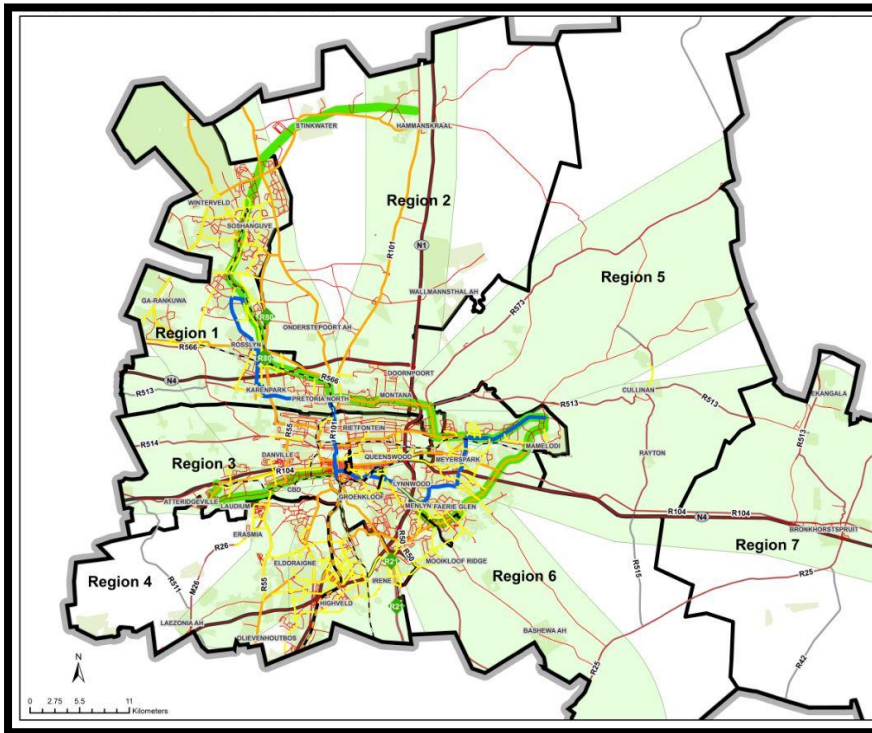 STINKWATER
HAMMANSKRAAL
WINTERVELD
Region 2
SOSHANGUVE
R101
N1
Region 5
WALLMANNSTHAL AH
GA-RANKUWA
R573
R80
Region 1
ONDERSTEPOORT AH
ROSSLYN
R566
R80
R566
DOORNPOORT
N4
CULLINAN
EKANGALA
R513
KARENPARK
MONTANA
PRETORIA NORTH
R513
R513
R513
R55
R101
RIETFONTEIN
MAMELODI
R514
DANVILLE
QUEENSWOOD
MEYERSPARK
RAYTON
Region 3
R104
CBD
LYNNWOOD
ATTERIDGEVILLE
LAUDIUM
GROENKLOOF
MENLYN
FAERIE GLEN
R104
R104
N4
BRONKHORSTSPRUIT
ERASMIA
R50
R50
Region 7
R26
ELDORAIGNE
MOOIKLOOF RIDGE
R515
Region 4
R55
R21
IRENE
Region 6
R25
R511
M26
HIGHVELD
R21
LAEZONIA AH
OLIEVENHOUTBOS
BASHEWA AH
R25
R42
N
0 2.75 5.5 11
Kilometers